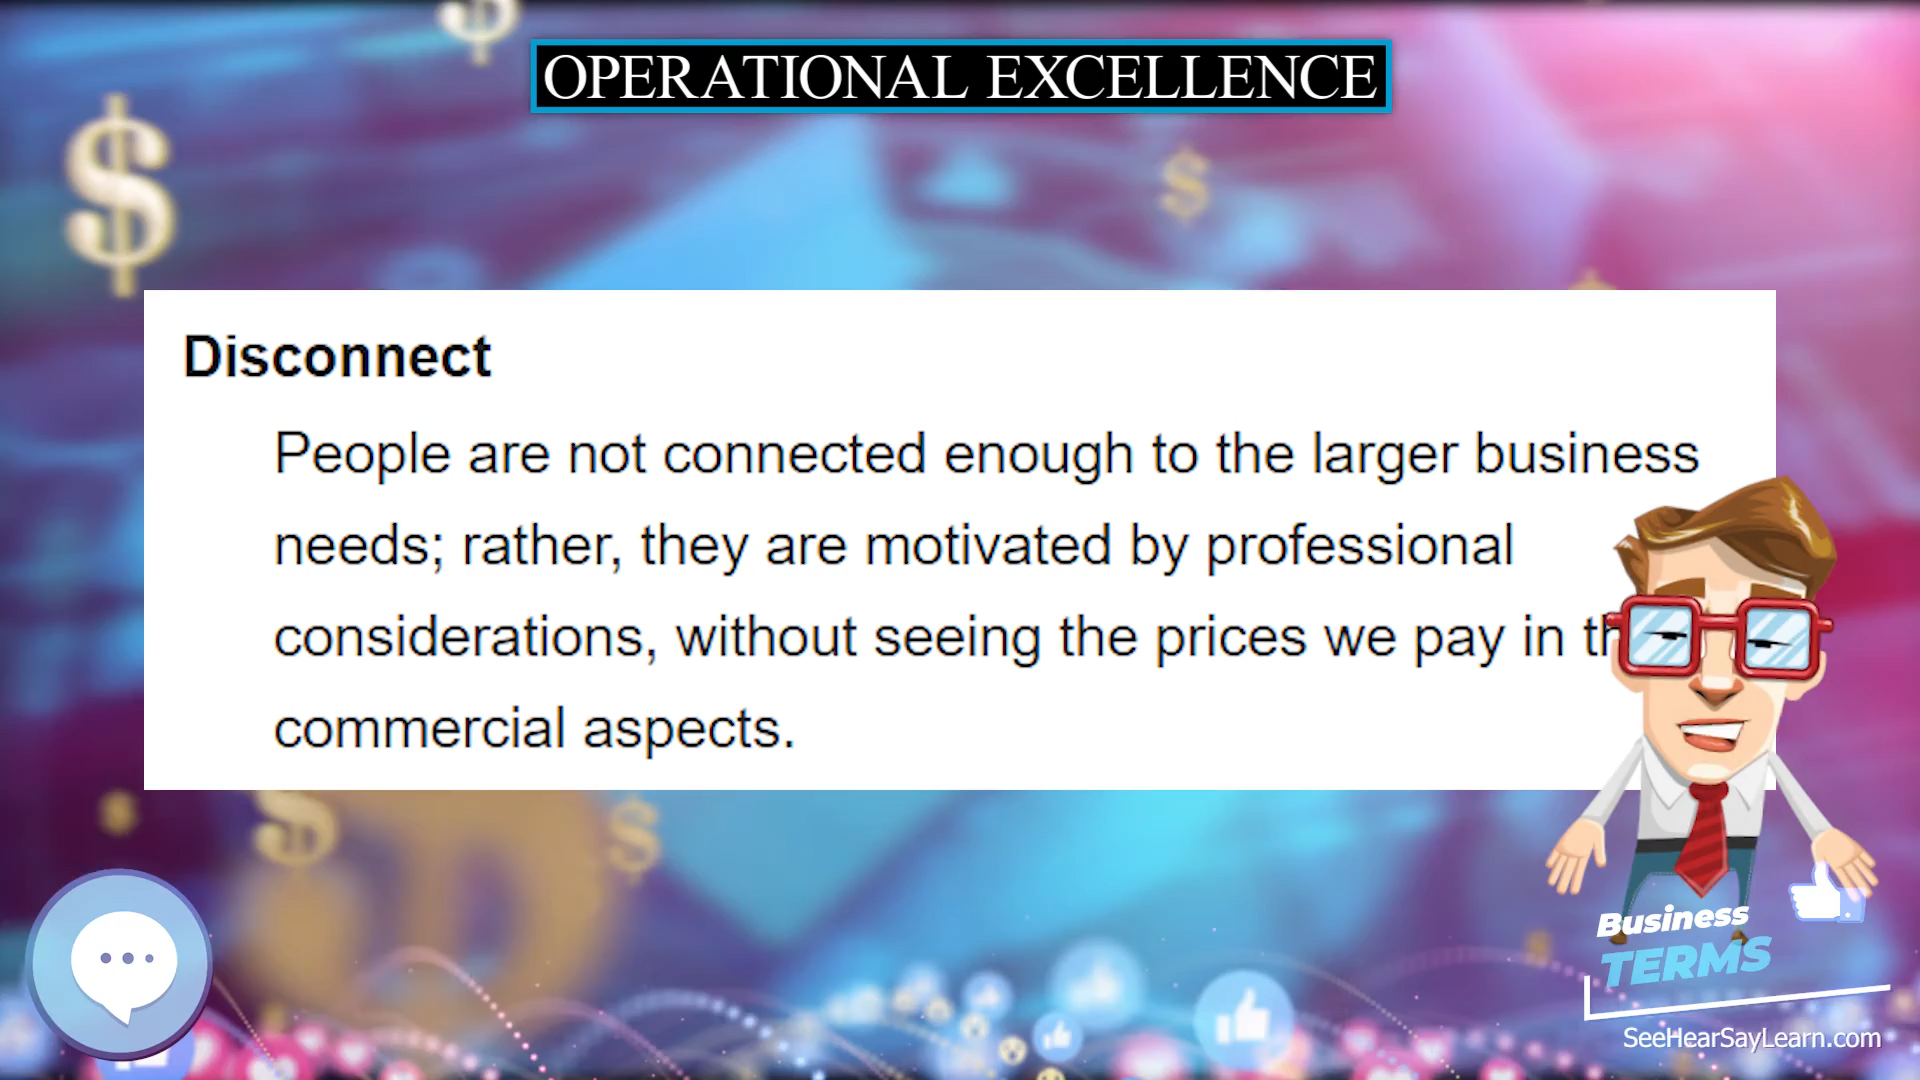 OPERATIONAL EXCELLENCE
Disconnect
People are not connected enough to the larger business
needs; rather, they are motivated by professional
considerations, without seeing the prices we pay in
commercial aspects.
Business
TERMS
SeeHearSayLearn.com